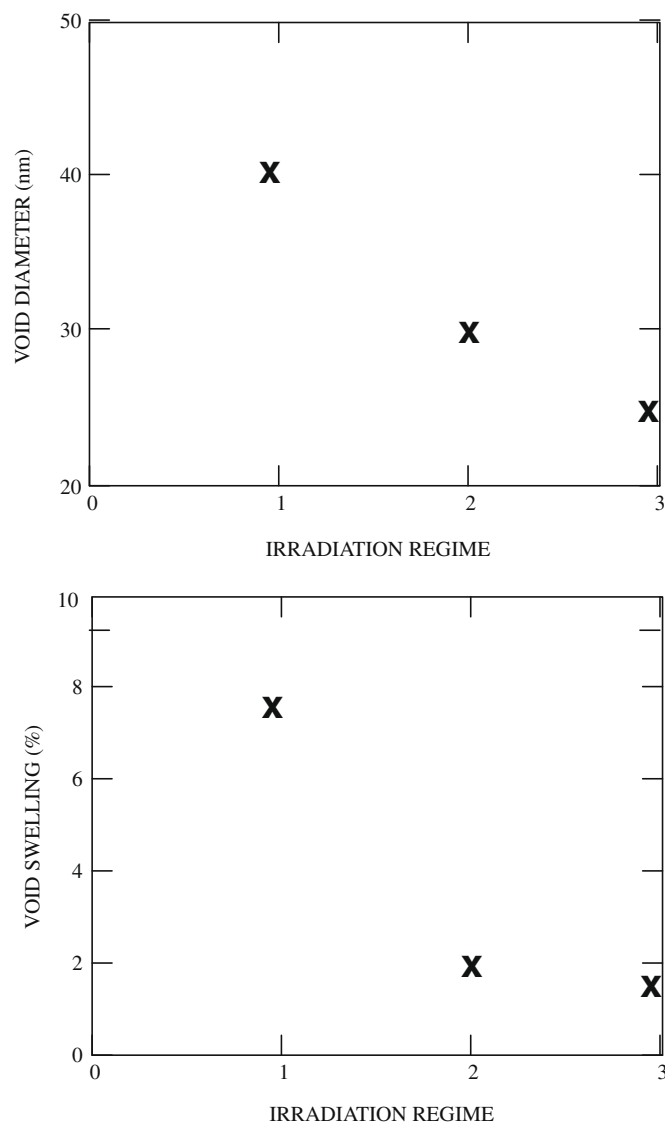 50
40
30
20
VOID DIAMETER (nm)
0 1 2 3
IRRADIATION REGIME
10
8
6
4
2
0
VOID SWELLING (%)
0 1 2 3
IRRADIATION REGIME